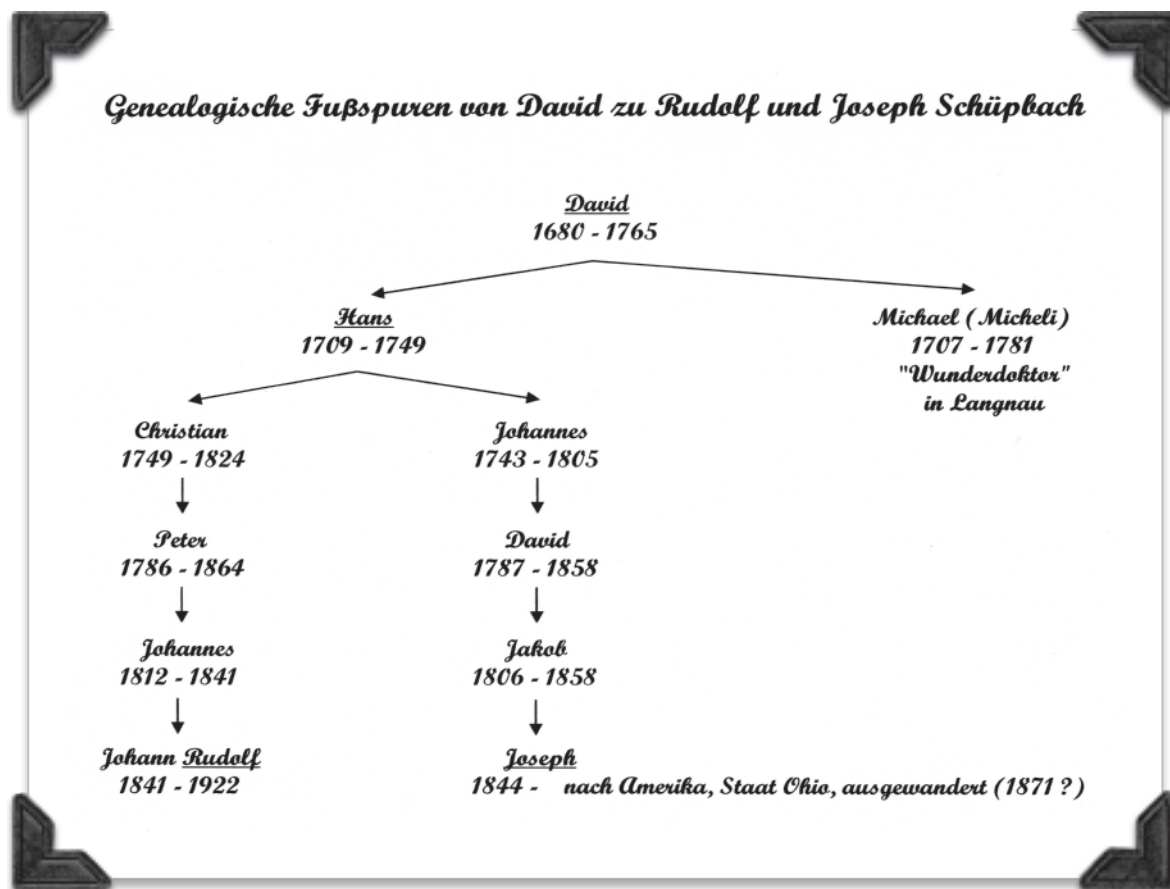 Genealogische Fußspuren von David zu Rudolf und Joseph Schüpbach
David
1680 - 1765
Hans
1709 - 1749
Michael (Micheli)
1707 - 1781
"Wunderdoktor"
in Langnau
Christian
1749 - 1824
Johannes
1743 - 1805
Peter
1786 - 1864
David
1787 - 1858
Johannes
1812 - 1841
Jakob
1806 - 1858
Johann Rudolf
1841 - 1922
Joseph
1844 - nach Amerika, Staat Ohio, ausgewandert (1871 ?)